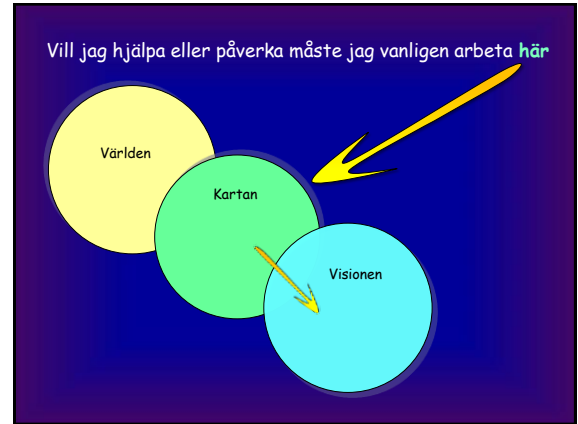 Vill jag hjälpa eller påverka måste jag vanligen arbeta här
Världen
Kartan
Visionen